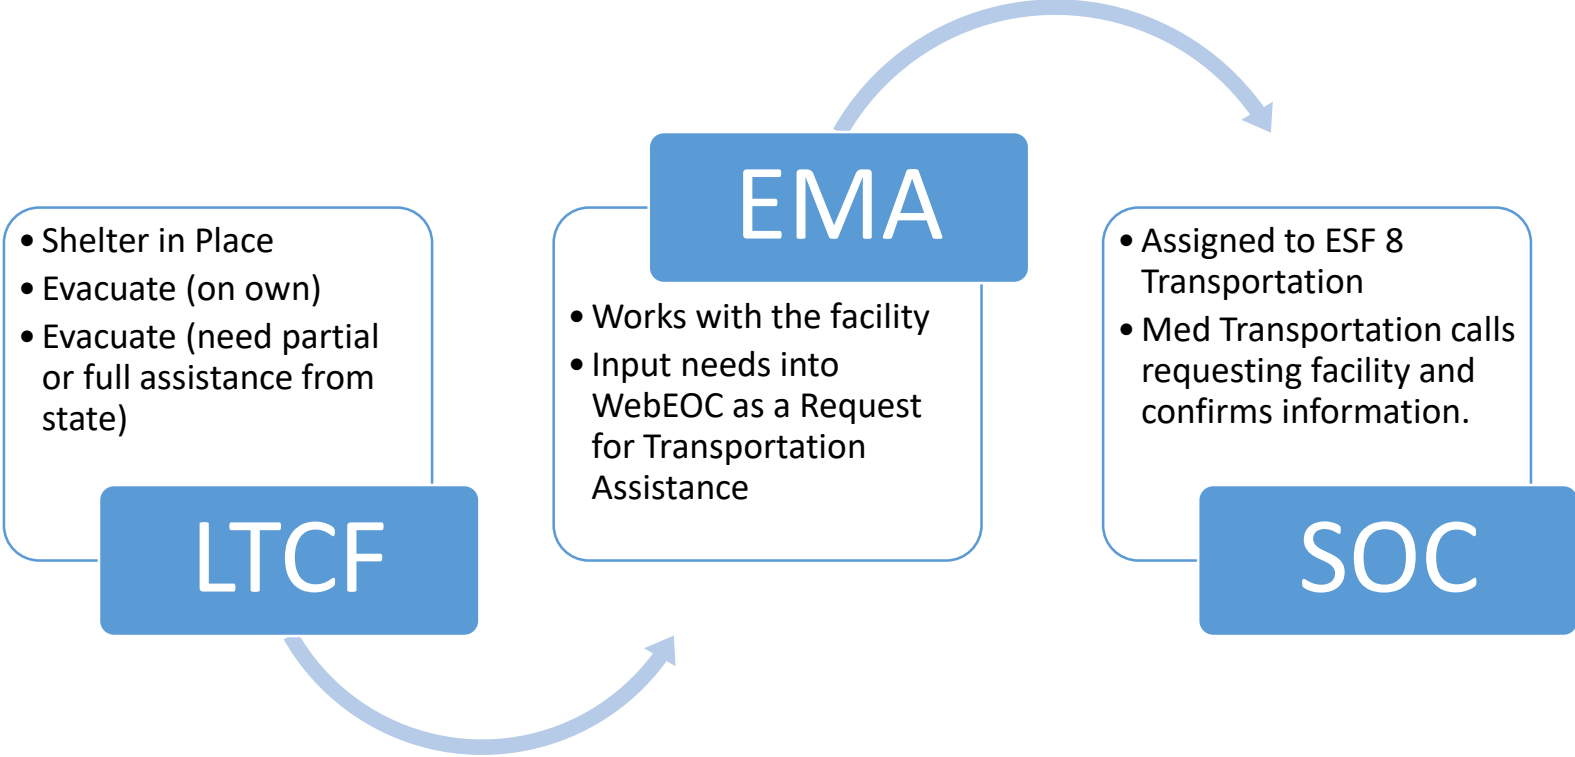 • Shelter in Place
• Evacuate (on own)
• Evacuate (need partial
or full assistance from
state)
LTCF
EMA
• Works with the facility
• Input needs into
WebEOC as a Request
for Transportation
Assistance
• Assigned to ESF 8
Transportation
• Med Transportation calls
requesting facility and
confirms information.
SOC